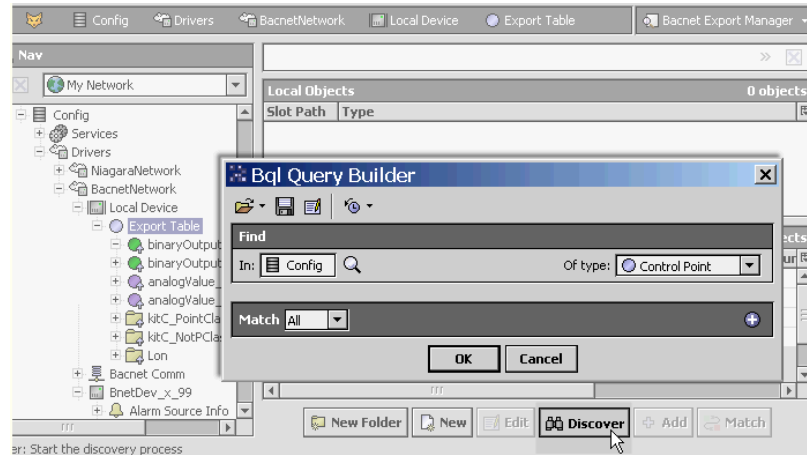 Config Drivers BacnetNetwork Local Device Export Table Bacnet Export Manager
Nav
My Network
Local Objects 0 objects
Slot Path Type
Config
Services
Drivers
NiagaraNetwork
BacnetNetwork
Local Device
Export Table
binaryOutput
binaryOutput
analogValue_
analogValue_
kitC_PointCla
kitC_NotPCla
Lon
Bacnet Comm
BnetDev_x_99
Alarm Source Info
Bql Query Builder
Find
In: Config Of type: Control Point
Match All
OK Cancel
New Folder New Edit Discover Add Match
er: Start the discovery process